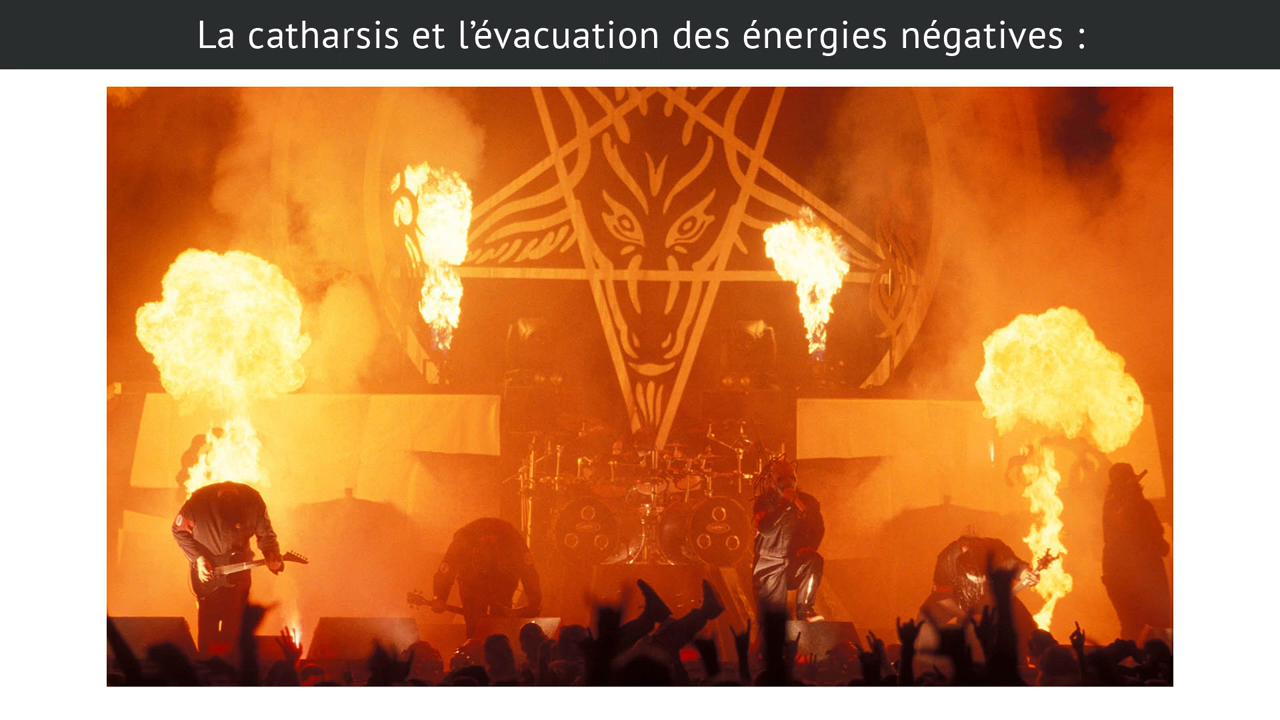 La catharsis et l’évacuation des énergies négatives :